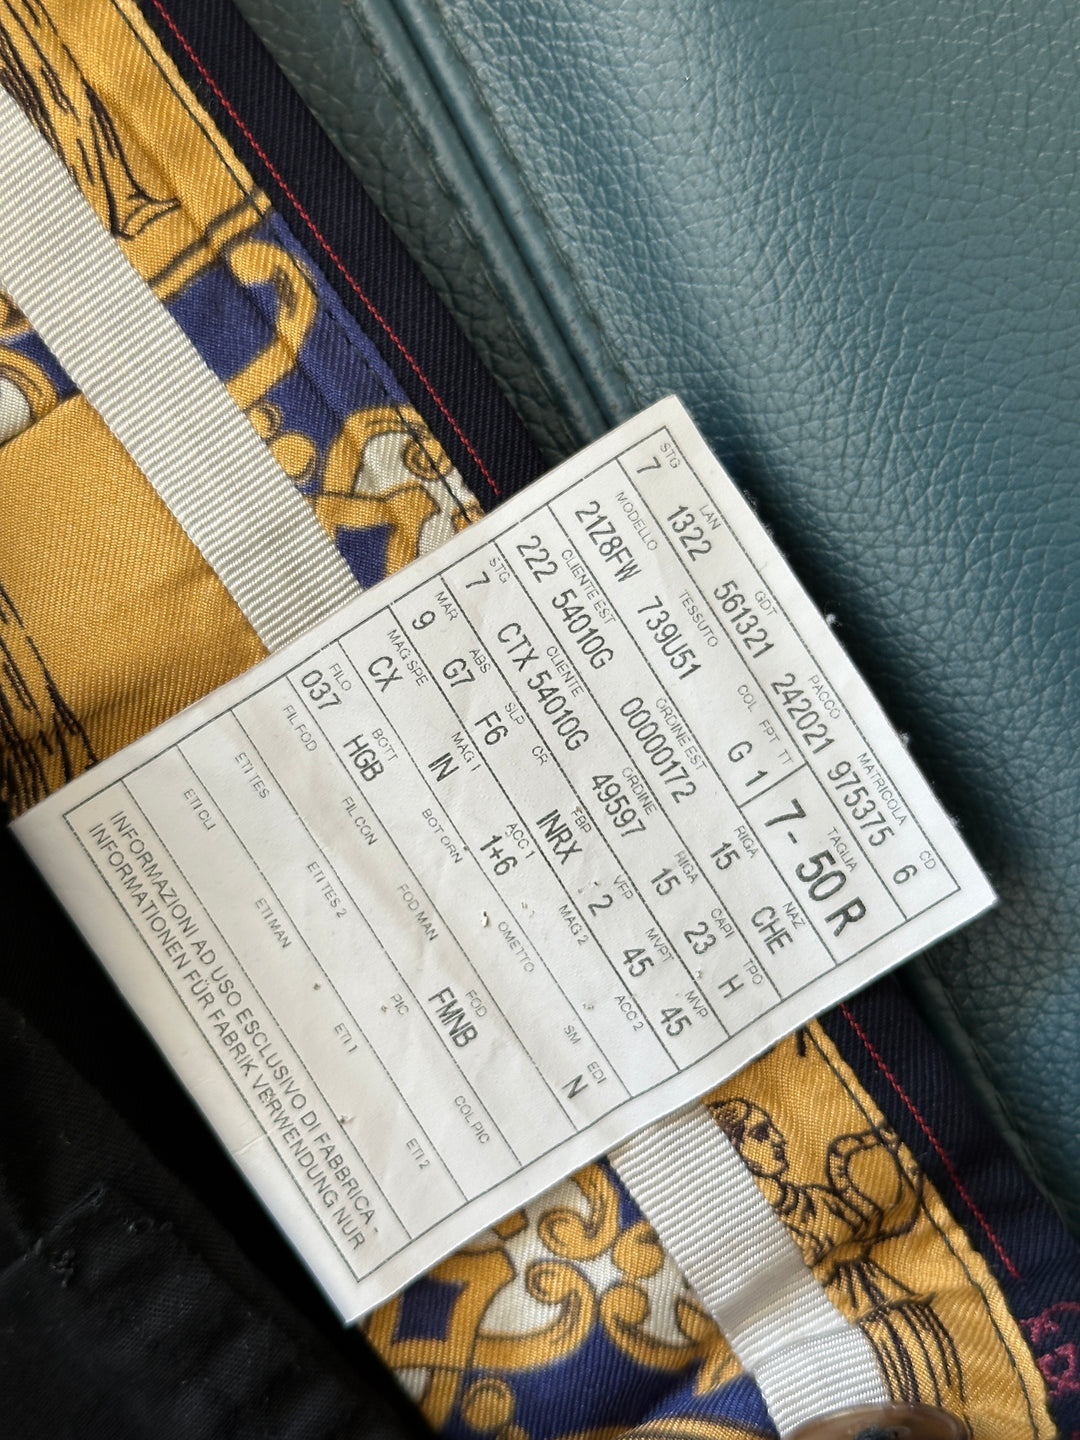 STG LAN GDT PACCO MATRICOLA CD
7 1322 561321 242021 975375 6
MODELLO TESSUTO COL FPT TT TAGLIA
21Z8FW 739U51 G 1 7 - 50 R
CLIENTE EST ORDINE EST RIGA NAZ
222 54010G 00000172 15 CHE
STG CLIENTE ORDINE RIGA CAPI TPO
7 CTX 54010G 49597 15 23 H
MAR ABS SLP CR FBP VFP MVPT MVP
9 G7 F6 INRX 2 45 45
MAG SPE MAG 1 ACC 1 MAG 2 ACC 2
CX IN 1+6
FILO BOTT BOT ORN OMETTO SM EDI
037 HGB N
FIL FOD FIL CON FOD MAN FOD
FMNB
ETI TES ETI TES 2 PIC COL PIC
ETI CLI ETI MAN ETI 1 ETI 2
INFORMAZIONI AD USO ESCLUSIVO DI FABBRICA -
INFORMATIONEN FÜR FABRIK VERWENDUNG NUR